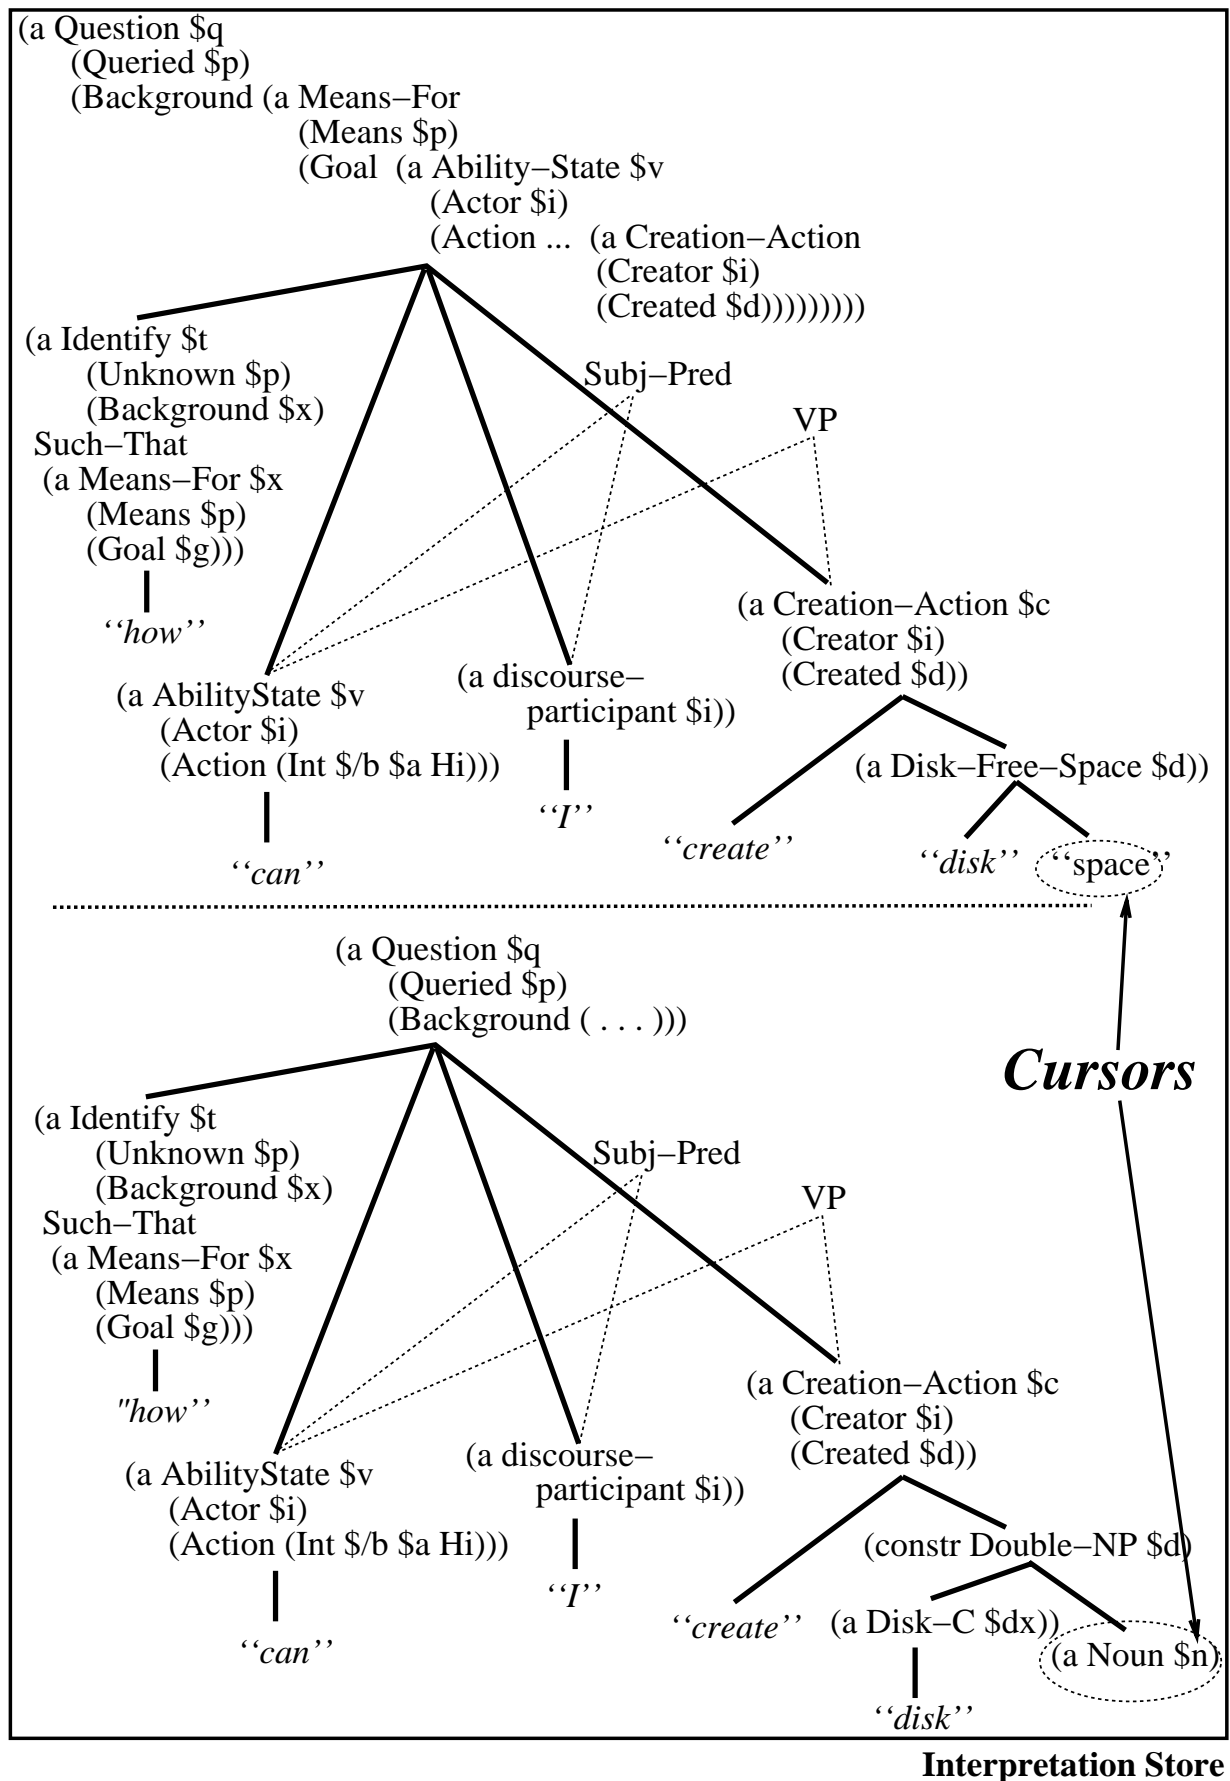 (a Question $q
(Queried $p)
(Background (a Means−For
(Means $p)
(Goal (a Ability−State $v
(Actor $i)
(Action ... (a Creation−Action
(Creator $i)
(Created $d)))))))))
(a Identify $t
(Unknown $p)
(Background $x)
Such−That
(a Means−For $x
(Means $p)
(Goal $g)))
‘‘how’’
Subj−Pred
VP
(a AbilityState $v
(Actor $i)
(Action (Int $/b $a Hi)))
‘‘can’’
(a discourse−
participant $i))
‘‘I’’
(a Creation−Action $c
(Creator $i)
(Created $d))
‘‘create’’
(a Disk−Free−Space $d))
‘‘disk’’
‘‘space’’
(a Question $q
(Queried $p)
(Background ( . . . )))
Cursors
(a Identify $t
(Unknown $p)
(Background $x)
Such−That
(a Means−For $x
(Means $p)
(Goal $g)))
"how’’
Subj−Pred
VP
(a AbilityState $v
(Actor $i)
(Action (Int $/b $a Hi)))
‘‘can’’
(a discourse−
participant $i))
‘‘I’’
(a Creation−Action $c
(Creator $i)
(Created $d))
‘‘create’’
(constr Double−NP $d)
(a Disk−C $dx))
‘‘disk’’
(a Noun $n)
Interpretation Store